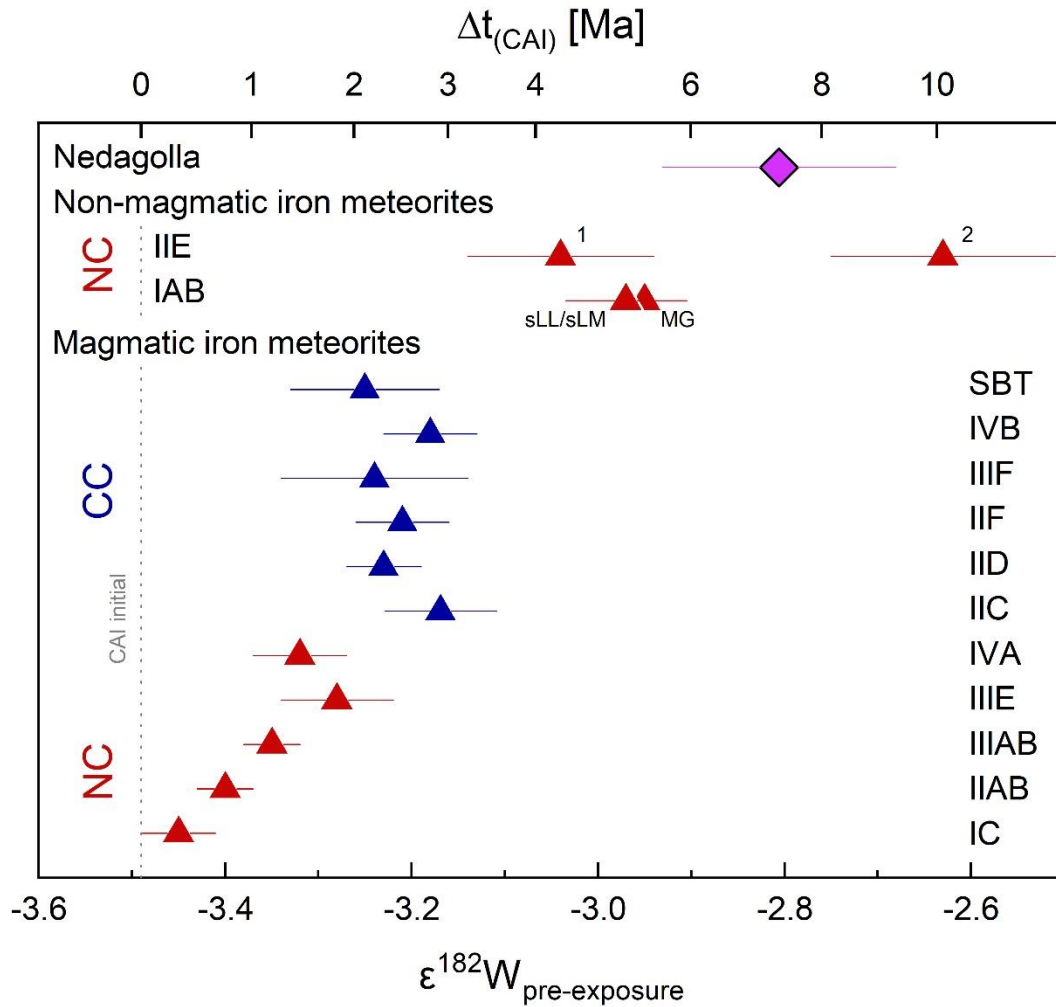 Δt(CAI) [Ma]
0 1 2 3 4 6 8 10
Nedagolla
Non-magmatic iron meteorites
NC
IIE 1 2
IAB
sLL/sLM MG
Magmatic iron meteorites
CC
SBT
IVB
IIIF
IIF
IID
IIC
CAI initial
NC
IVA
IIIE
IIIAB
IIAB
IC
-3.6 -3.4 -3.2 -3.0 -2.8 -2.6
ε¹⁸²Wpre-exposure